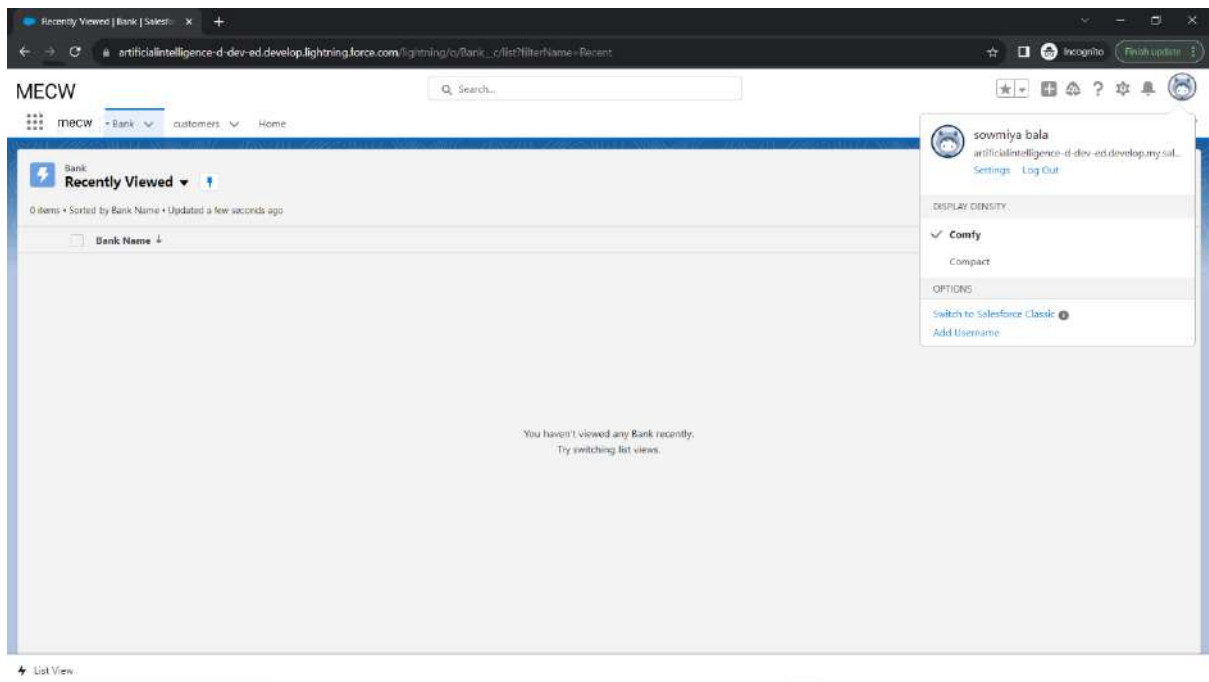 Recently Viewed | Bank | Salesf
artificialintelligence-d-dev-ed.develop.lightning.force.com/lightning/o/Bank__c/list?filterName=Recent
Incognito
Finish update
MECW
Search...
mecw
* Bank
customers
Home
sowmiya bala
artificialintelligence-d-dev-ed.develop.my.sal...
Settings Log Out
Bank
Recently Viewed
0 items • Sorted by Bank Name • Updated a few seconds ago
DISPLAY DENSITY
Bank Name
Comfy
Compact
OPTIONS
Switch to Salesforce Classic
Add Username
You haven't viewed any Bank recently.
Try switching list views.
List View